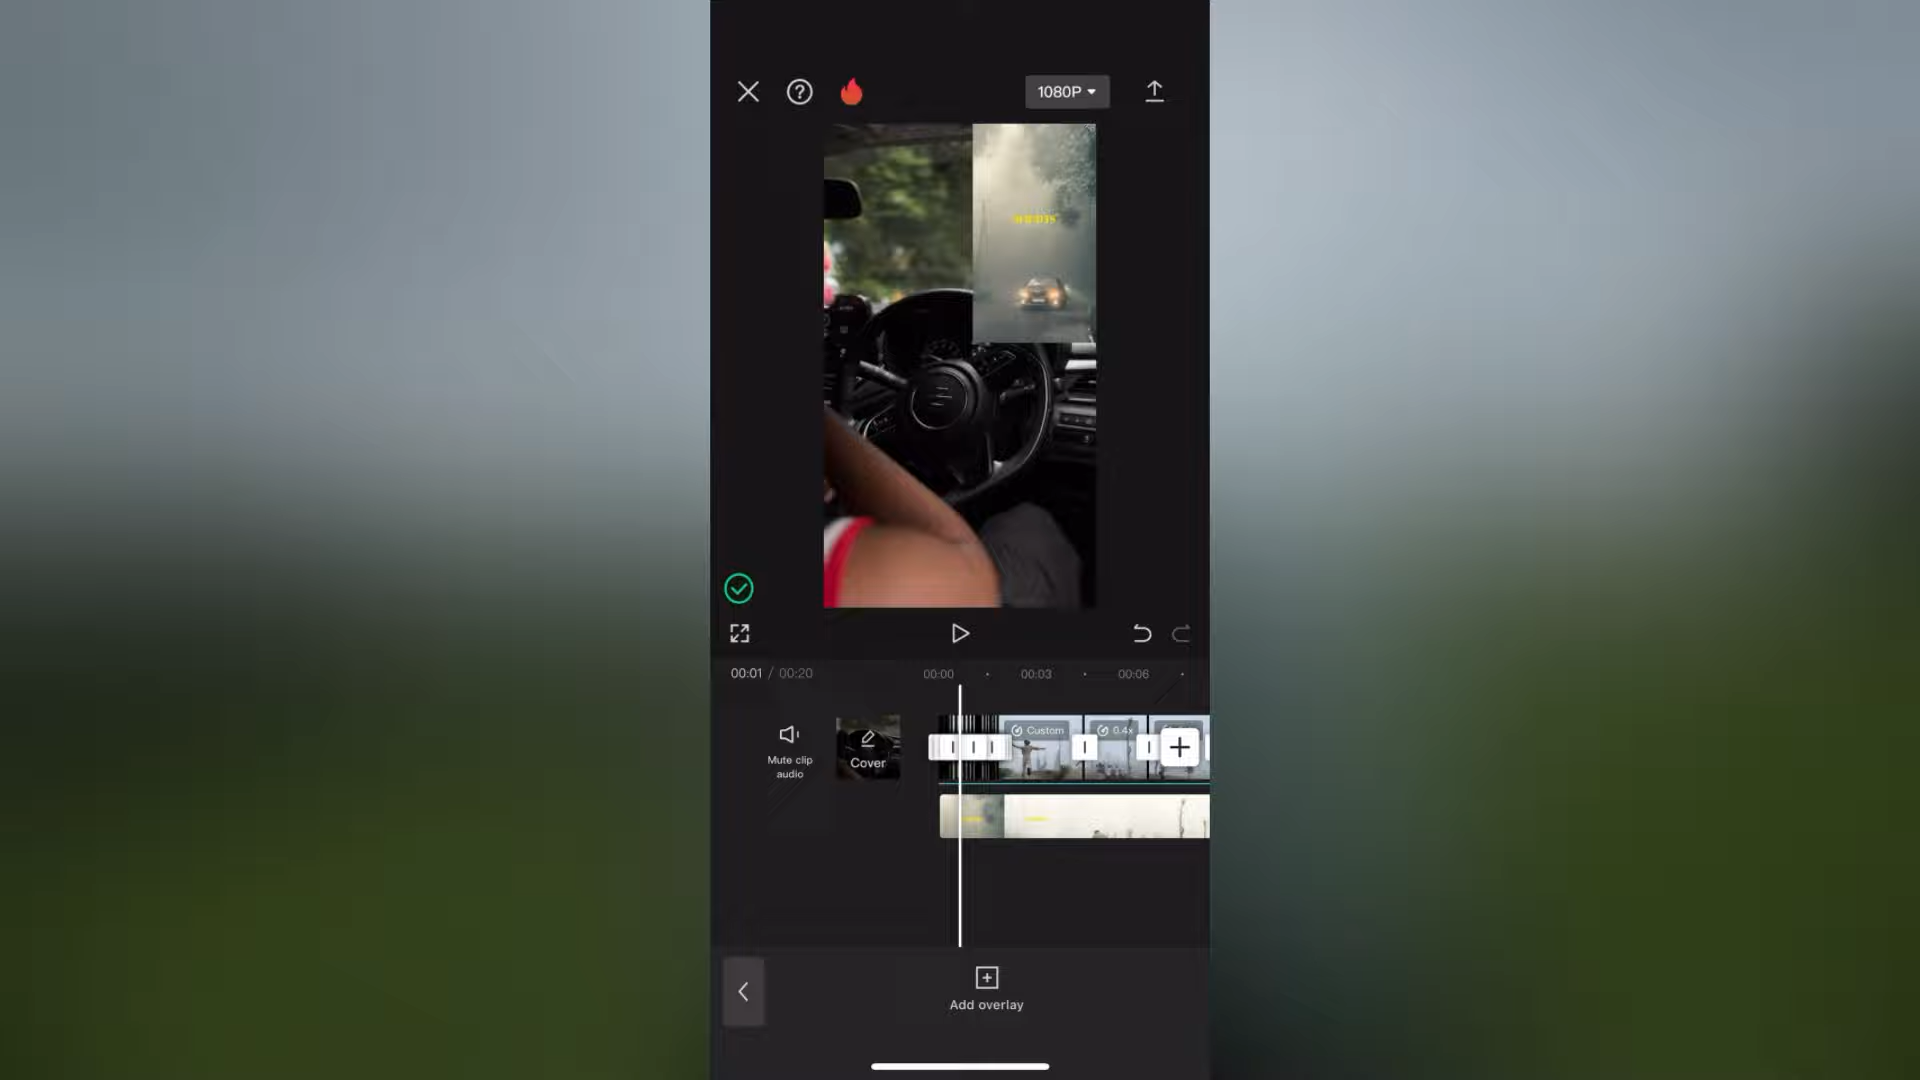 1080P
00:01 / 00:20
00:00
00:03
00:06
Custom
0.4x
Mute clip
audio
Cover
Add overlay